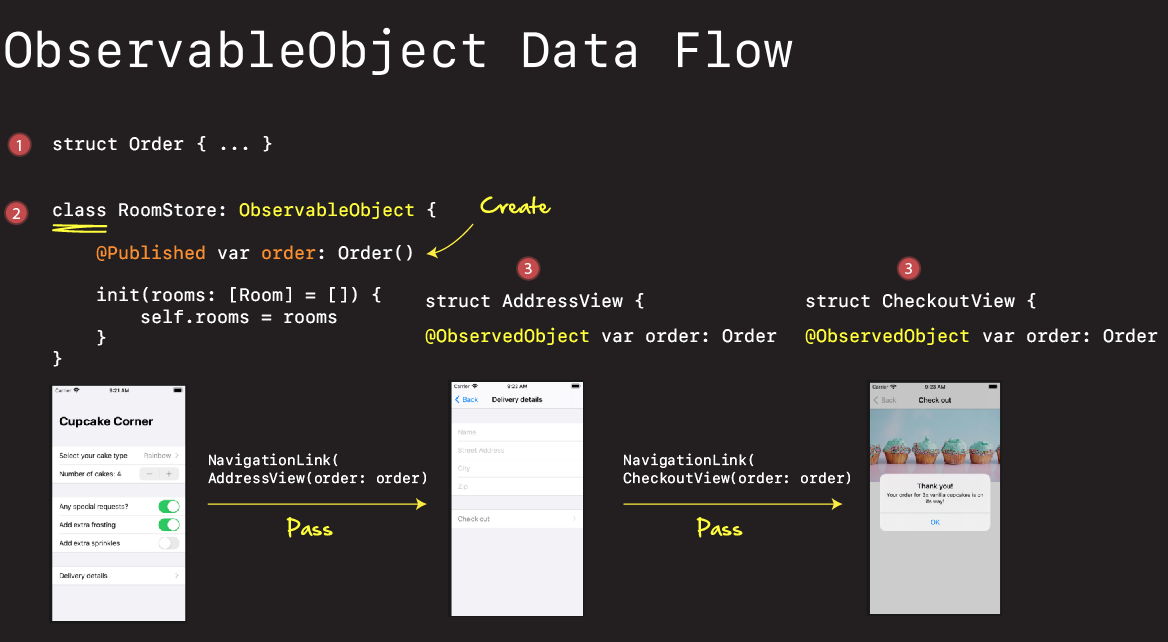 ObservableObject Data Flow
1 struct Order { ... }
2 class RoomStore: ObservableObject {
Create
@Published var order: Order()
init(rooms: [Room] = []) {
self.rooms = rooms
}
}
3
struct AddressView {
@ObservedObject var order: Order
3
struct CheckoutView {
@ObservedObject var order: Order
Carrier 9:21 AM
Cupcake Corner
Select your cake type Rainbow >
Number of cakes: 4 − +
Any special requests?
Add extra frosting
Add extra sprinkles
Delivery details >
NavigationLink(
AddressView(order: order)
Pass
Carrier 9:22 AM
< Back Delivery details
Name
Street Address
City
Zip
Check out >
NavigationLink(
CheckoutView(order: order)
Pass
Carrier 9:23 AM
< Back Check out
Thank you!
Your order for 3x vanilla cupcakes is on
its way!
OK